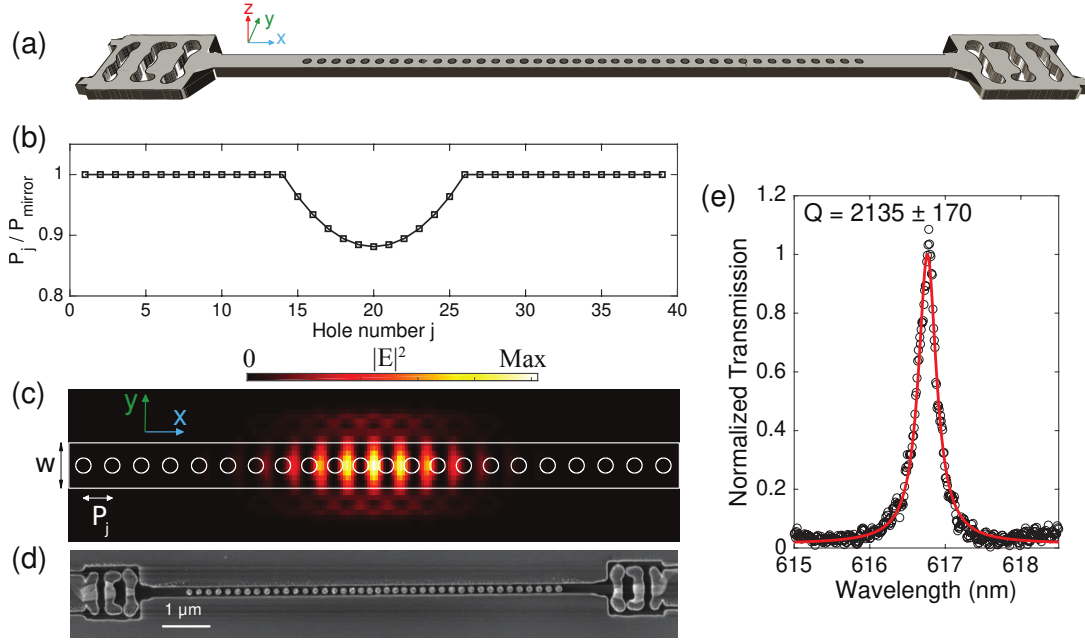 (a)
z
y
x
(b)
P_j / P_mirror
1
0.9
0.8
0 5 10 15 20 25 30 35 40
Hole number j
0 |E|² Max
(c)
y
x
w
P_j
(d)
1 μm
(e)
Q = 2135 ± 170
Normalized Transmission
1.2
1
0.8
0.6
0.4
0.2
0
615 616 617 618
Wavelength (nm)